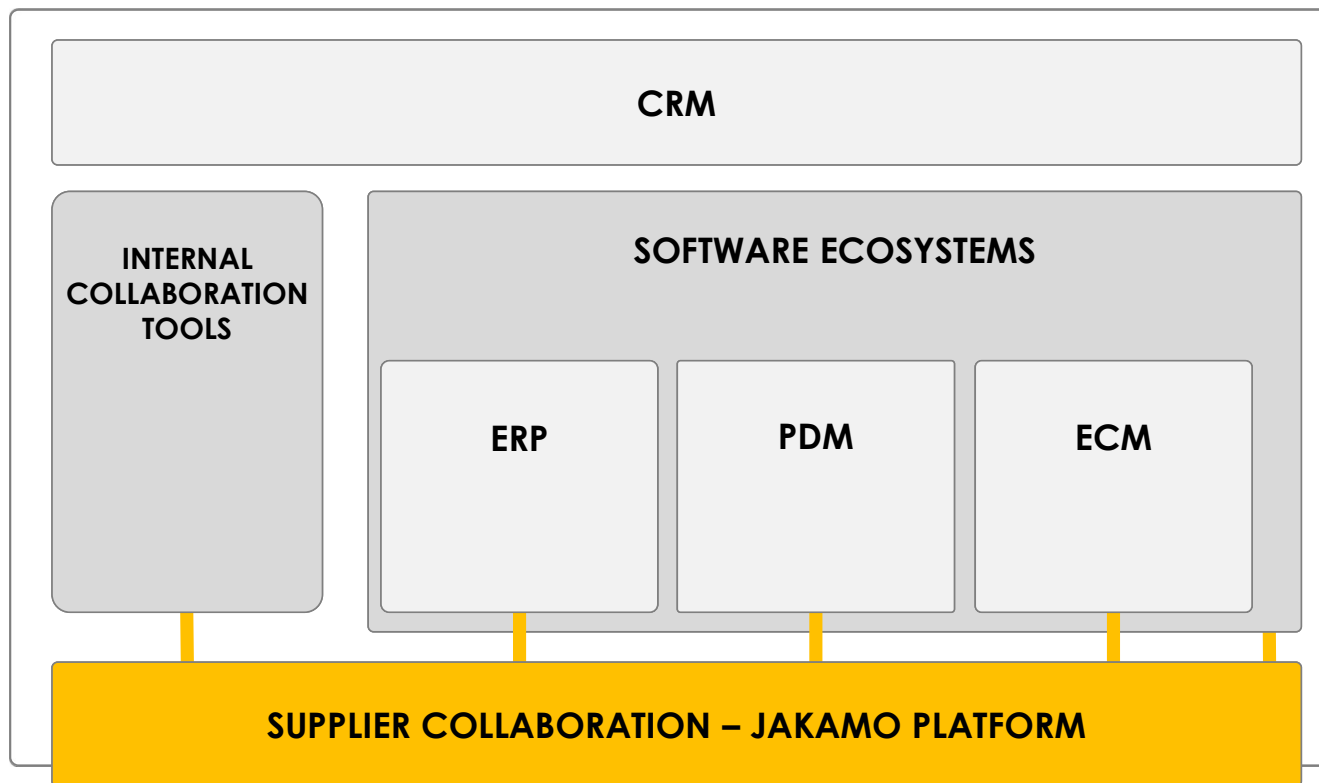 CRM
INTERNAL
COLLABORATION
TOOLS
SOFTWARE ECOSYSTEMS
ERP
PDM
ECM
SUPPLIER COLLABORATION – JAKAMO PLATFORM